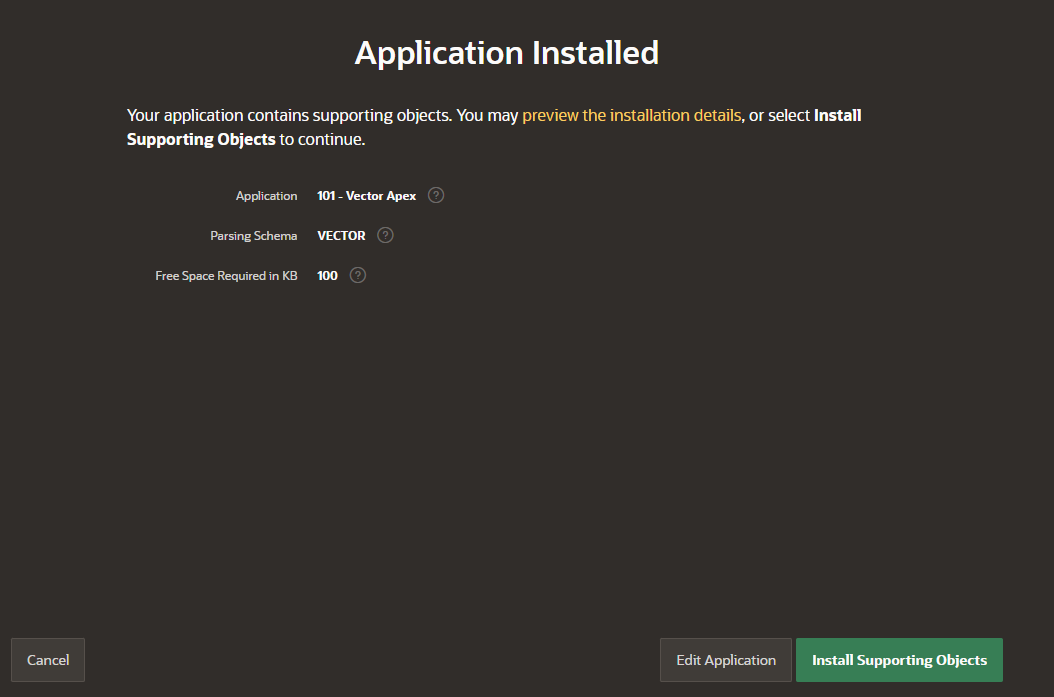 Application Installed
Your application contains supporting objects. You may preview the installation details, or select Install
Supporting Objects to continue.
Application 101 - Vector Apex ?
Parsing Schema VECTOR ?
Free Space Required in KB 100 ?
Cancel Edit Application Install Supporting Objects